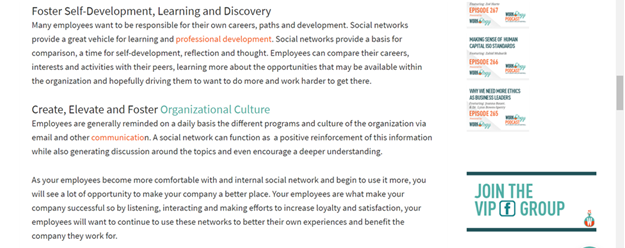 Foster Self-Development, Learning and Discovery
Many employees want to be responsible for their own careers, paths and development. Social networks
provide a great vehicle for learning and professional development. Social networks provide a basis for
comparison, a time for self-development, reflection and thought. Employees can compare their careers,
interests and activities with their peers, learning more about the opportunities that may be available within
the organization and hopefully driving them to want to do more and work harder to get there.
Create, Elevate and Foster Organizational Culture
Employees are generally reminded on a daily basis the different programs and culture of the organization via
email and other communication. A social network can function as a positive reinforcement of this information
while also generating discussion around the topics and even encourage a deeper understanding.
As your employees become more comfortable with and internal social network and begin to use it more, you
will see a lot of opportunity to make your company a better place. Your employees are what make your
company successful so by listening, interacting and making efforts to increase loyalty and satisfaction, your
employees will want to continue to use these networks to better their own experiences and benefit the
company they work for.
EPISODE 267
PODCAST
MAKING SENSE OF HUMAN
CAPITAL ISO STANDARDS
EPISODE 266
PODCAST
WHY WE NEED MORE ETHICS
AS BUSINESS LEADERS
EPISODE 265
PODCAST
JOIN THE
VIP f GROUP